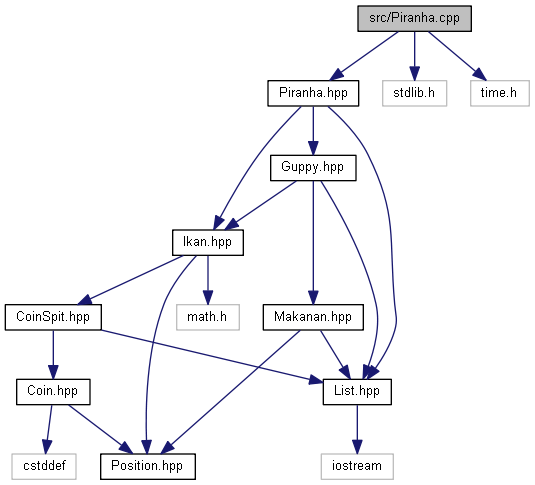 src/Piranha.cpp
Piranha.hpp
stdlib.h
time.h
Guppy.hpp
Ikan.hpp
CoinSpit.hpp
math.h
Makanan.hpp
Coin.hpp
List.hpp
cstddef
Position.hpp
iostream